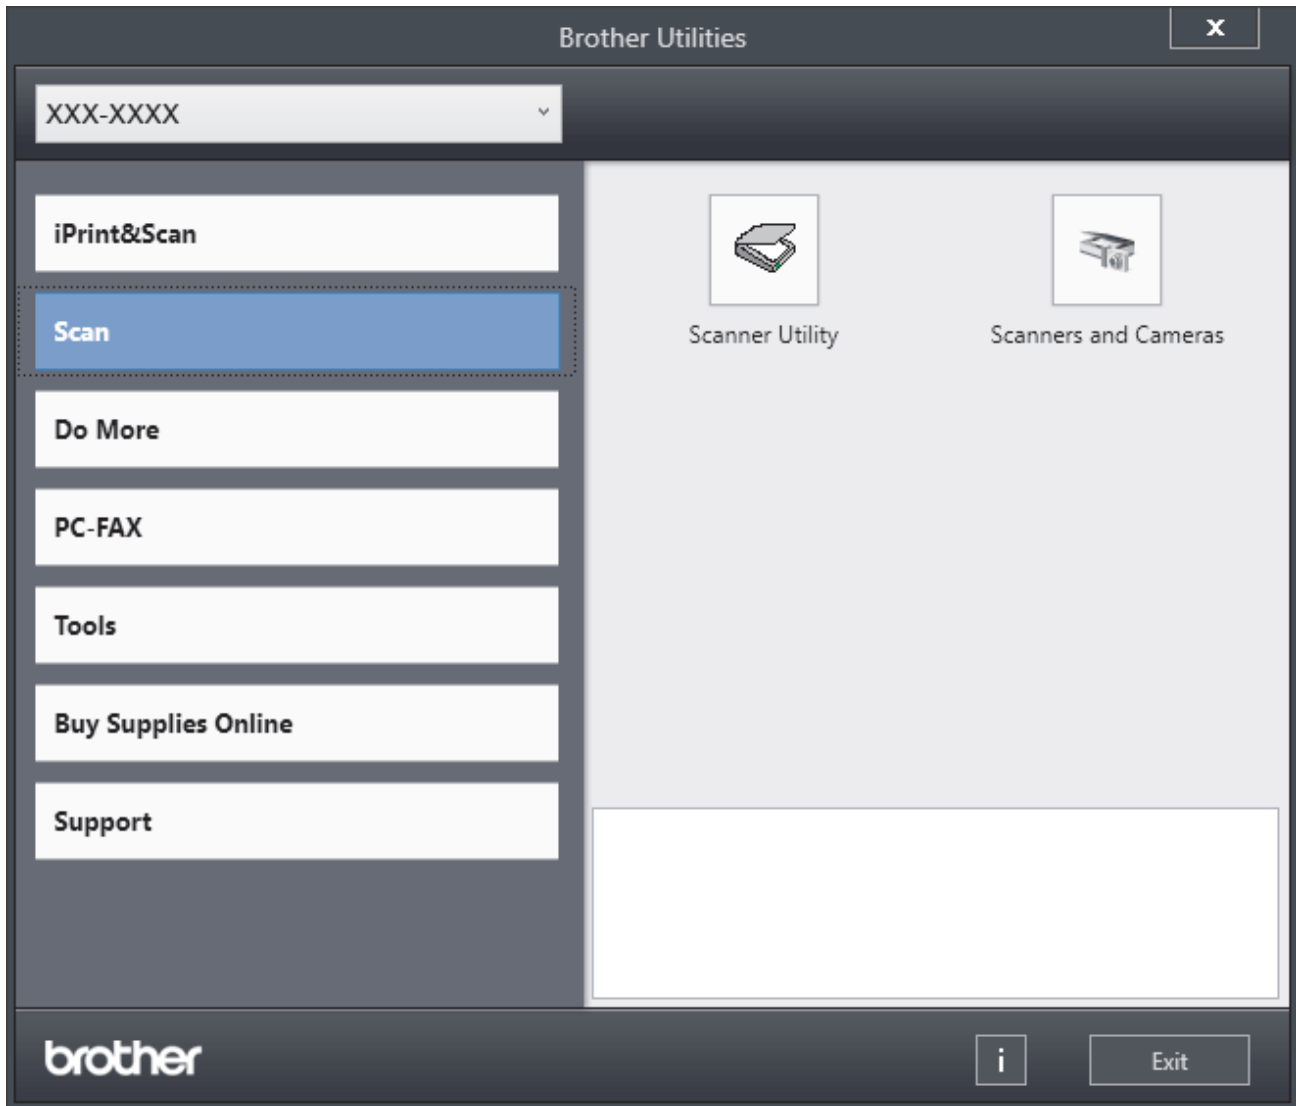 Brother Utilities
X
XXX-XXXX
iPrint&Scan
Scan
Do More
PC-FAX
Tools
Buy Supplies Online
Support
Scanner Utility
Scanners and Cameras
brother
i
Exit